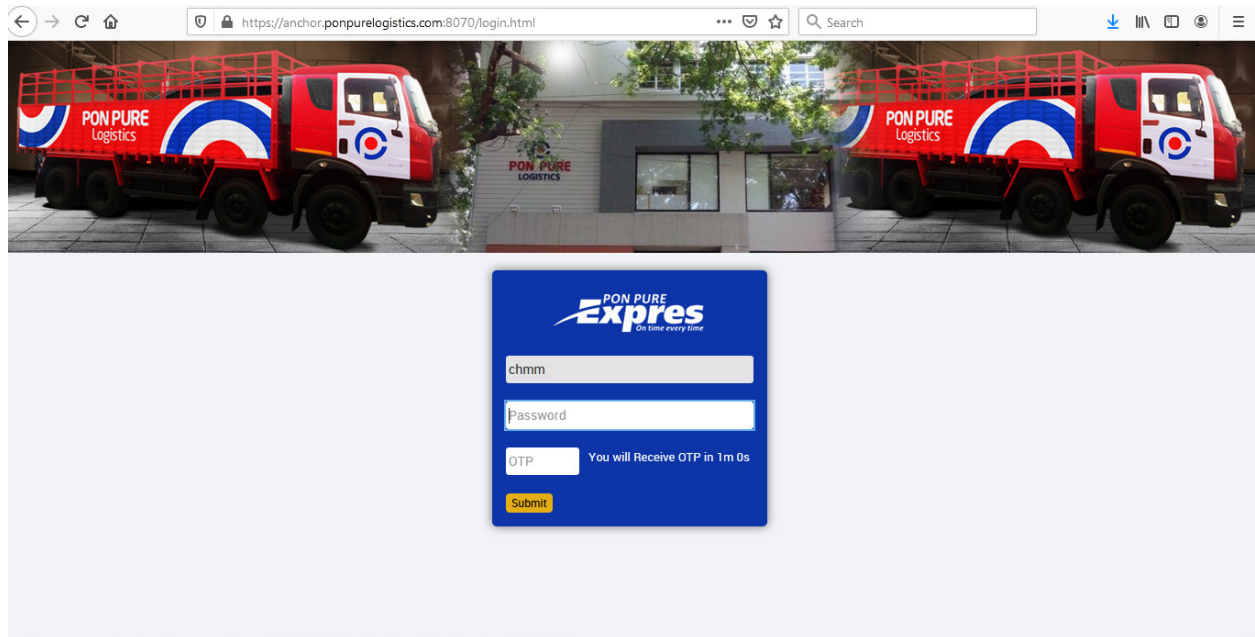 https://anchor.ponpurelogistics.com:8070/login.html
Search
PON PURE
Logistics
PON PURE
LOGISTICS
PON PURE
Logistics
PON PURE
Expres
On time every time
chmm
Password
OTP
You will Receive OTP in 1m 0s
Submit